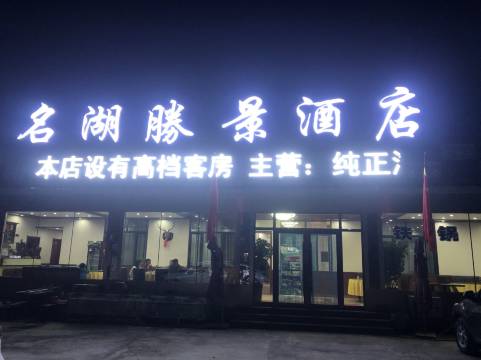 名湖勝景酒店
本店设有高档客房 主营：纯正
鉄 锅